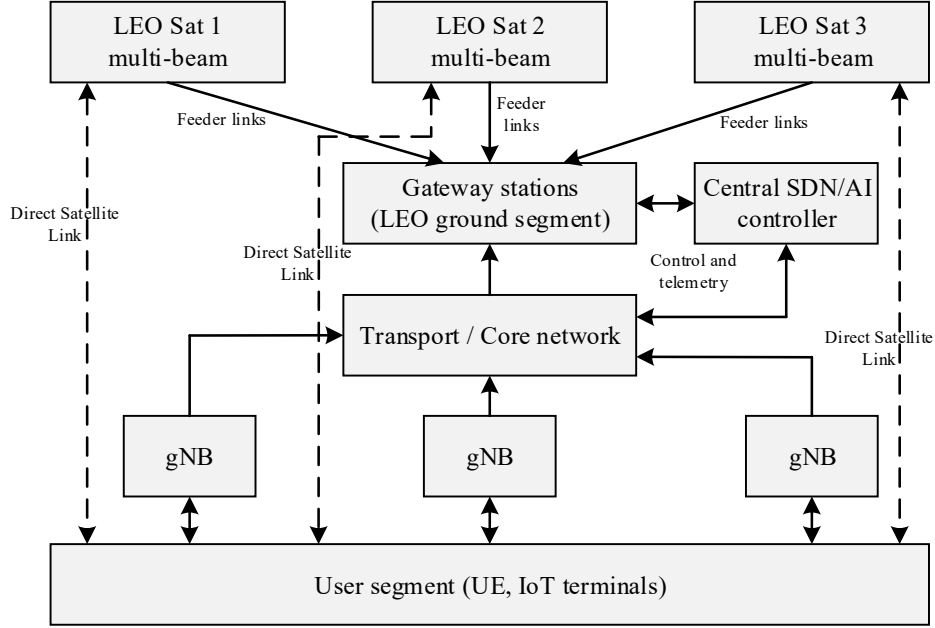 LEO Sat 1
multi-beam
LEO Sat 2
multi-beam
LEO Sat 3
multi-beam
Feeder links
Feeder
links
Feeder links
Gateway stations
(LEO ground segment)
Central SDN/AI
controller
Direct Satellite
Link
Direct Satellite
Link
Control and
telemetry
Transport / Core network
Direct Satellite
Link
gNB
gNB
gNB
User segment (UE, IoT terminals)